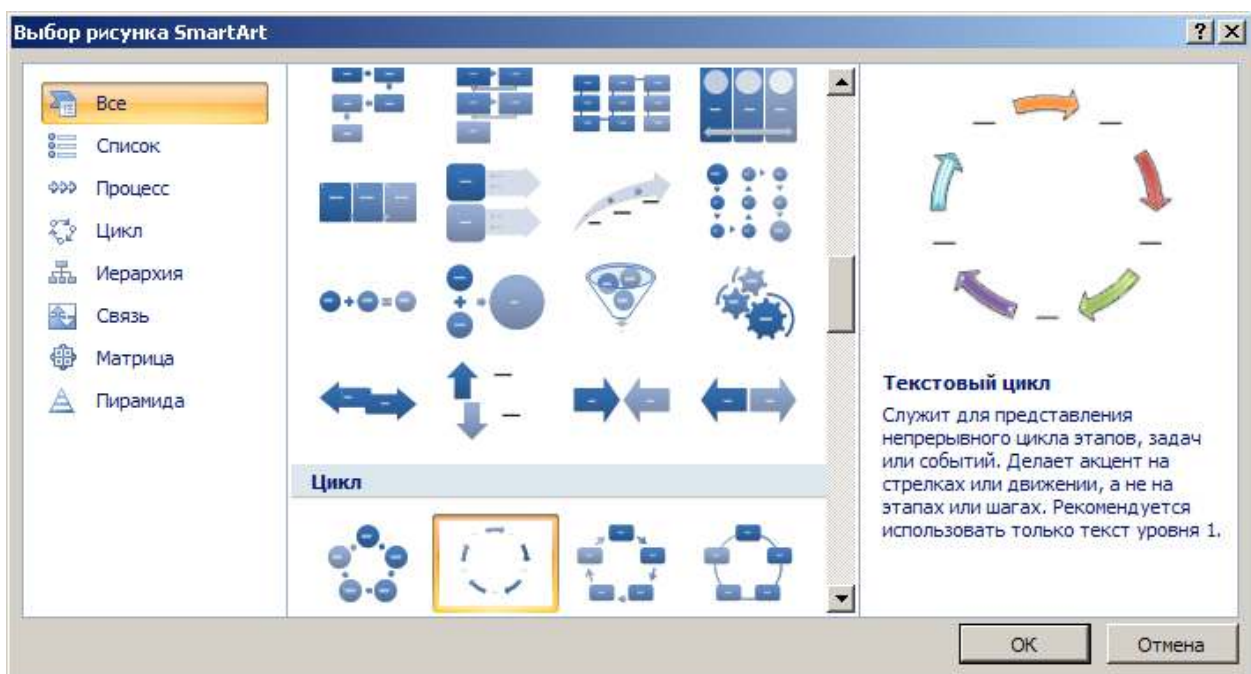 Выбор рисунка SmartArt
Все
Список
Процесс
Цикл
Иерархия
Связь
Матрица
Пирамида
Цикл
Текстовый цикл
Служит для представления
непрерывного цикла этапов, задач
или событий. Делает акцент на
стрелках или движении, а не на
этапах или шагах. Рекомендуется
использовать только текст уровня 1.
ОК
Отмена